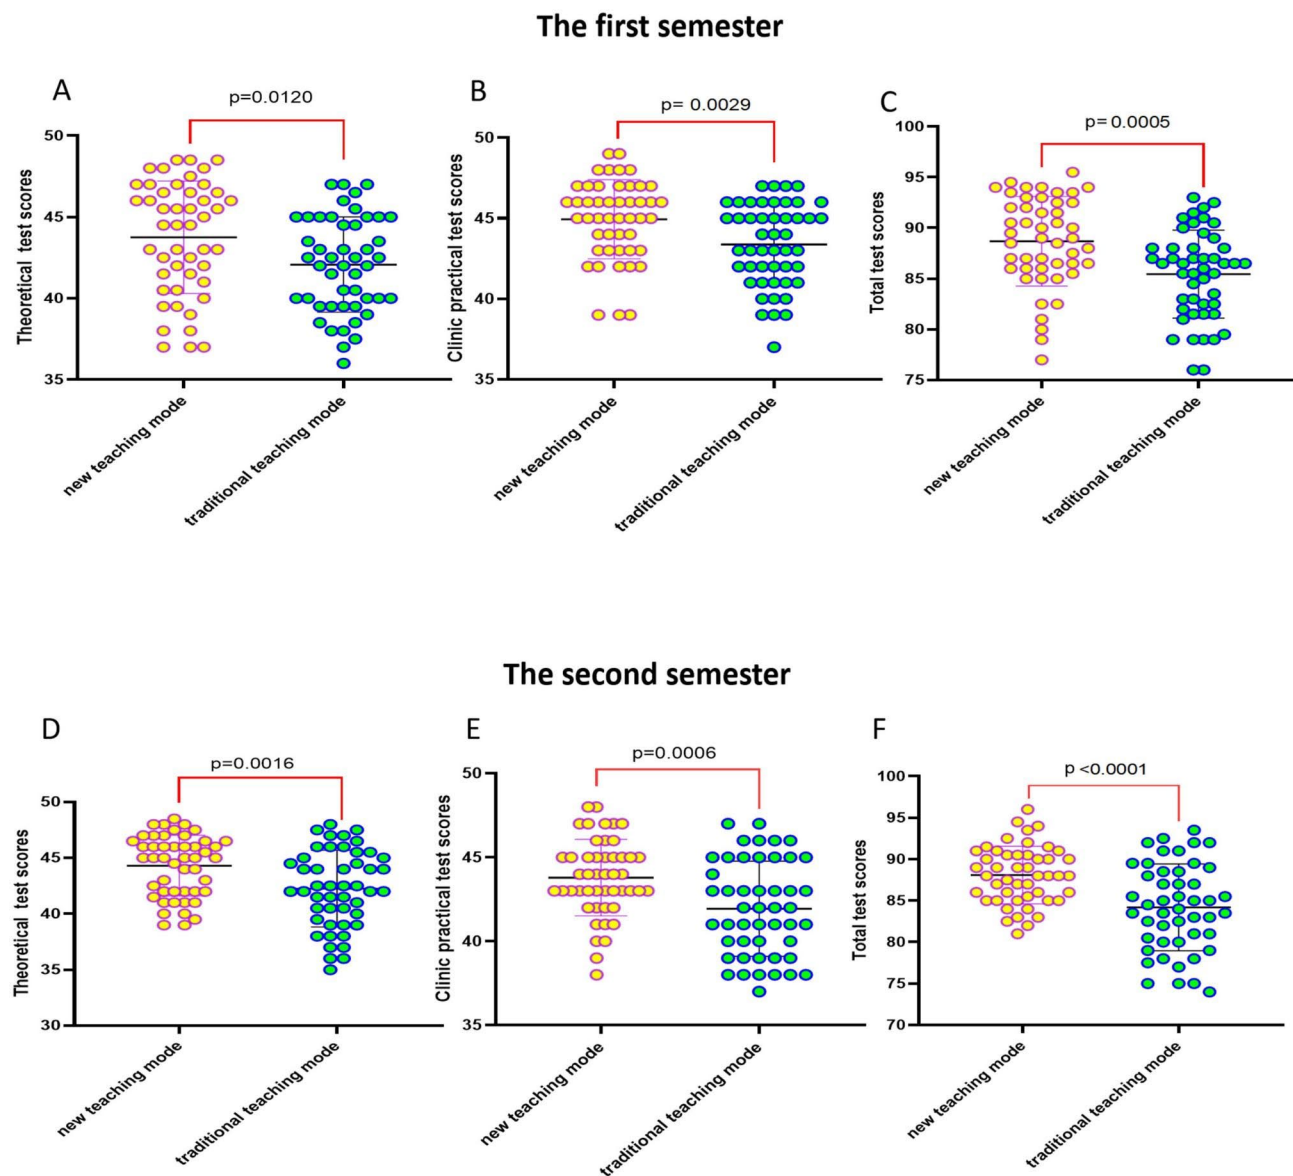 The first semester
A
B
C
p=0.0120
p= 0.0029
p= 0.0005
Theoretical test scores
50
45
40
35
new teaching mode
traditional teaching mode
Clinic practical test scores
50
45
40
35
new teaching mode
traditional teaching mode
Total test scores
100
95
90
85
80
75
new teaching mode
traditional teaching mode
The second semester
D
E
F
p=0.0016
p=0.0006
p <0.0001
Theoretical test scores
50
45
40
35
30
new teaching mode
traditional teaching mode
Clinic practical test scores
50
45
40
35
new teaching mode
traditional teaching mode
Total test scores
100
90
80
70
new teaching mode
traditional teaching mode